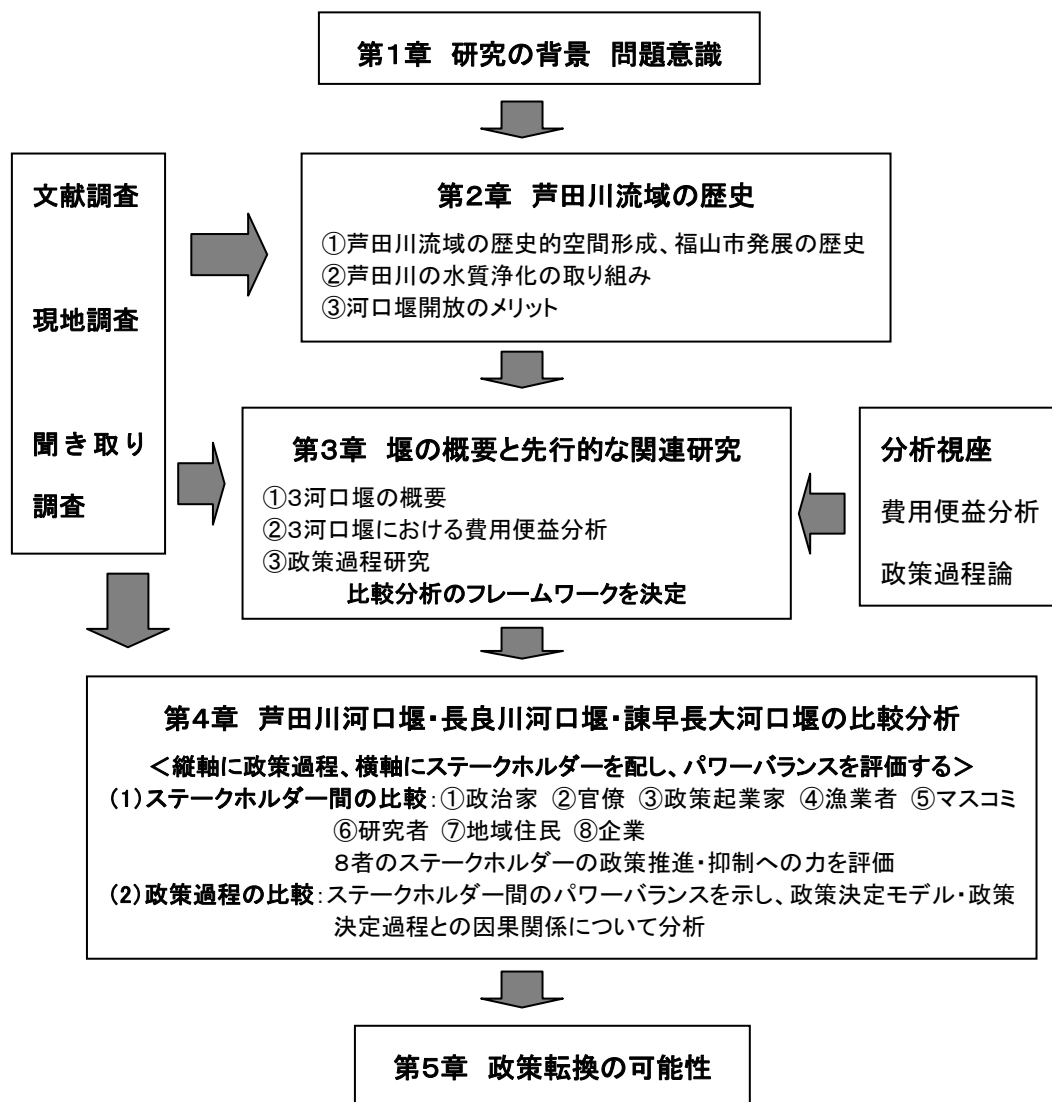 第1章 研究の背景 問題意識
文献調査
現地調査
聞き取り
調査
第2章 芦田川流域の歴史
①芦田川流域の歴史的空間形成、福山市発展の歴史
②芦田川の水質浄化の取り組み
③河口堰開放のメリット
第3章 堰の概要と先行的な関連研究
①3河口堰の概要
②3河口堰における費用便益分析
③政策過程研究
比較分析のフレームワークを決定
分析視座
費用便益分析
政策過程論
第4章 芦田川河口堰・長良川河口堰・諫早長大河口堰の比較分析
＜縦軸に政策過程、横軸にステークホルダーを配し、パワーバランスを評価する＞
(1)ステークホルダー間の比較：①政治家 ②官僚 ③政策起業家 ④漁業者 ⑤マスコミ
⑥研究者 ⑦地域住民 ⑧企業
8者のステークホルダーの政策推進・抑制への力を評価
(2)政策過程の比較：ステークホルダー間のパワーバランスを示し、政策決定モデル・政策
決定過程との因果関係について分析
第5章 政策転換の可能性